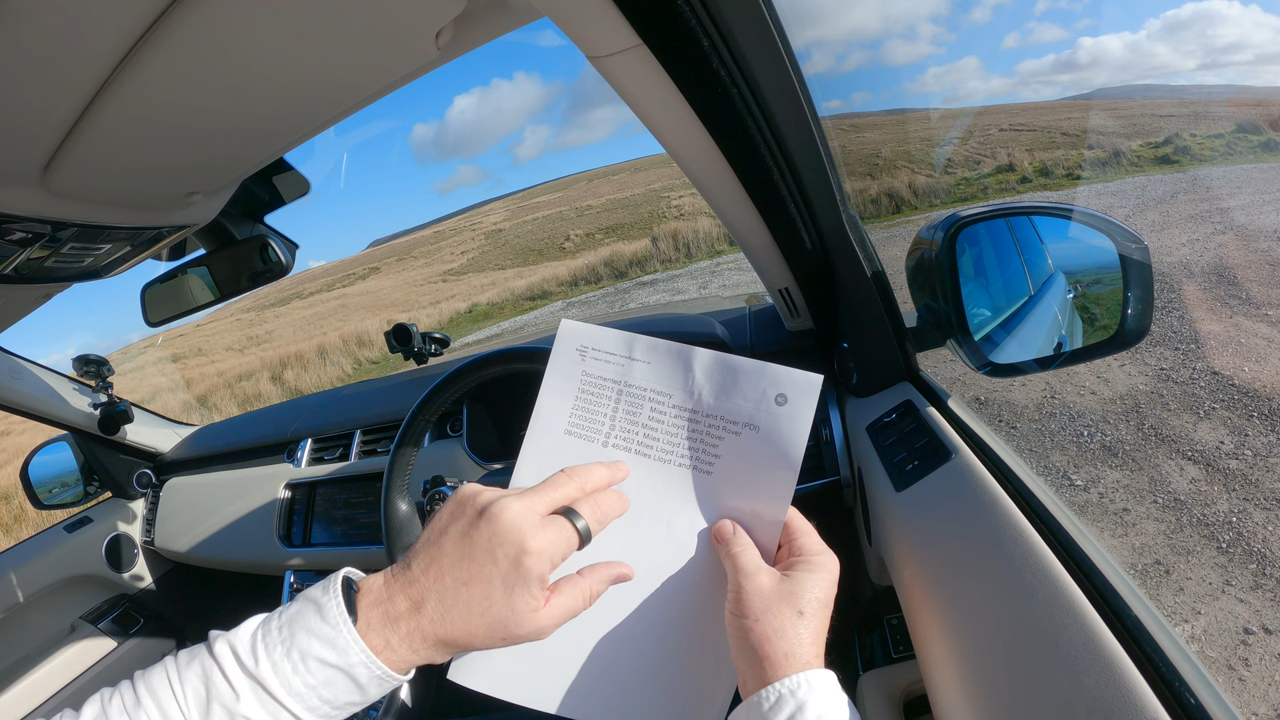 From:
Subject:
Documented Service History:
12/03/2015 @ 00005 Miles Lancaster Land Rover (PDI)
19/04/2016 @ 10025 Miles Lancaster Land Rover
31/03/2017 @ 19067 Miles Lloyd Land Rover
22/03/2018 @ 27095 Miles Lloyd Land Rover
21/03/2019 @ 32414 Miles Lloyd Land Rover
10/03/2020 @ 41403 Miles Lloyd Land Rover
09/03/2021 @ 46068 Miles Lloyd Land Rover